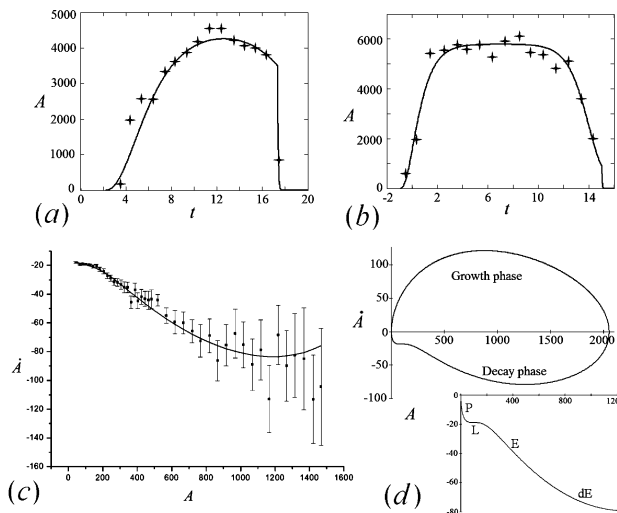 5000
4000
3000
2000
1000
0
A
0 4 8 12 16 20
t
(a)
6000
4000
2000
0
A
-2 2 6 10 14
t
(b)
-20
-40
-60
-80
-100
-120
-140
-160
Ȧ
0 200 400 600 800 1000 1200 1400 1600
A
(c)
100
50
0
-50
-100
Ȧ
Growth phase
500 1000 1500 2000
Decay phase
A
400 800 120
P
L
E
dE
-20
-40
-60
-80
(d)